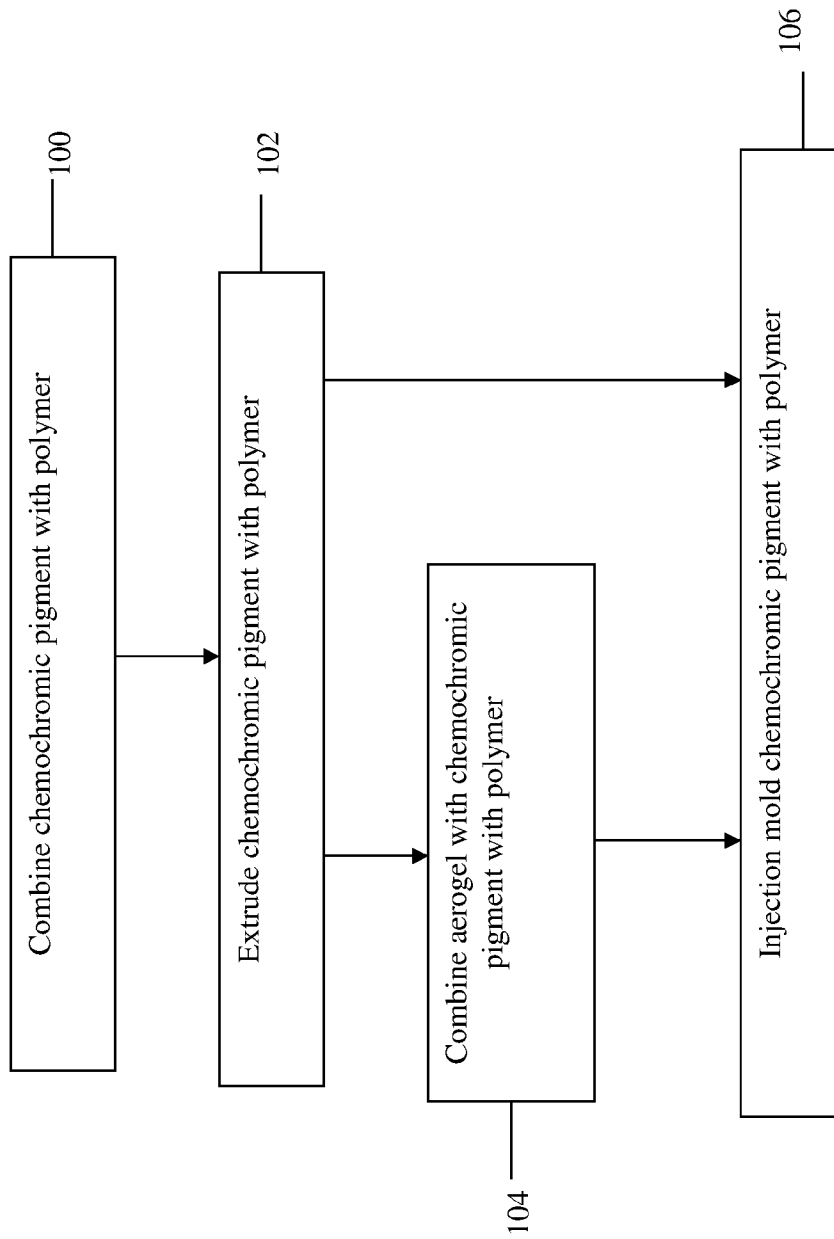 Combine chemochromic pigment with polymer
100
Extrude chemochromic pigment with polymer
102
Combine aerogel with chemochromic
pigment with polymer
104
Injection mold chemochromic pigment with polymer
106